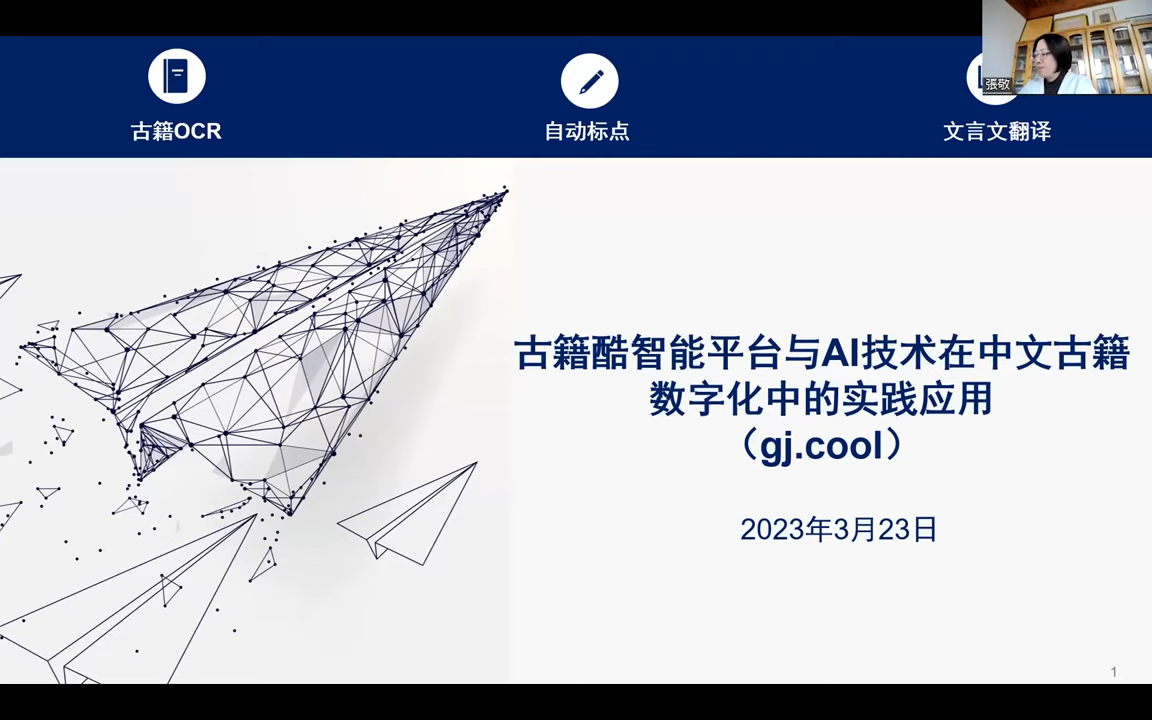 古籍OCR
自动标点
文言文翻译
張敬
古籍酷智能平台与AI技术在中文古籍
数字化中的实践应用
（gj.cool）
2023年3月23日
1